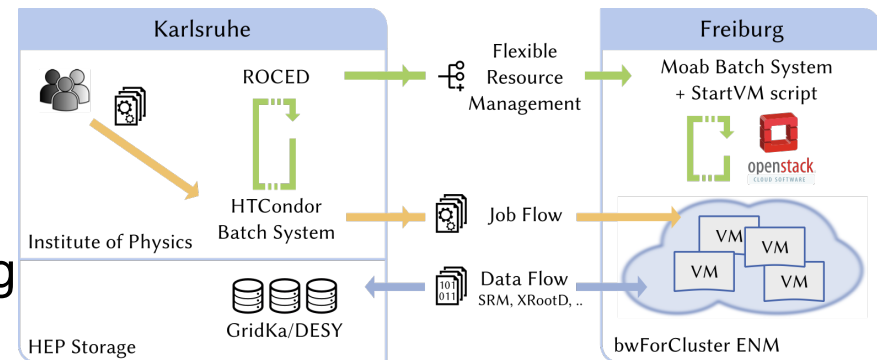 Karlsruhe
ROCED
HTCondor
Batch System
Institute of Physics
g
GridKa/DESY
HEP Storage
Flexible
Resource
Management
Job Flow
101
011
Data Flow
SRM, XRootD, ..
Freiburg
Moab Batch System
+ StartVM script
openstack
CLOUD SOFTWARE
VM
VM
VM
VM
bwForCluster ENM